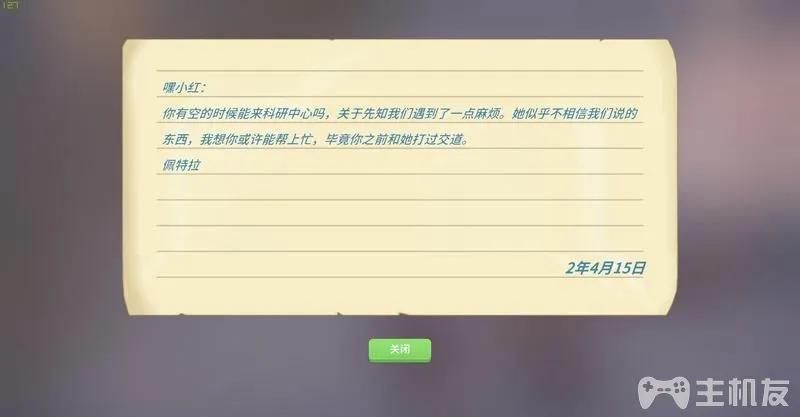 127
嘿小红：
你有空的时候能来科研中心吗，关于先知我们遇到了一点麻烦。她似乎不相信我们说的
东西，我想你或许能帮上忙，毕竟你之前和她打过交道。
佩特拉
2年4月15日
关闭
主机友